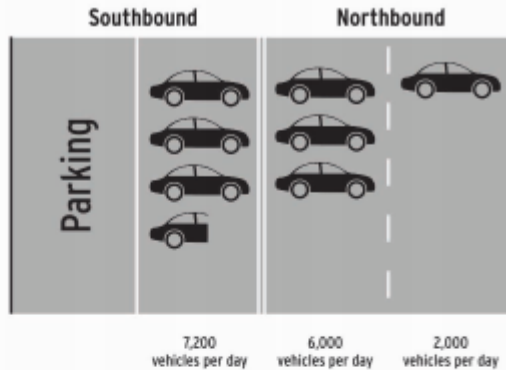 Southbound
Northbound
Parking
7,200
vehicles per day
6,000
vehicles per day
2,000
vehicles per day